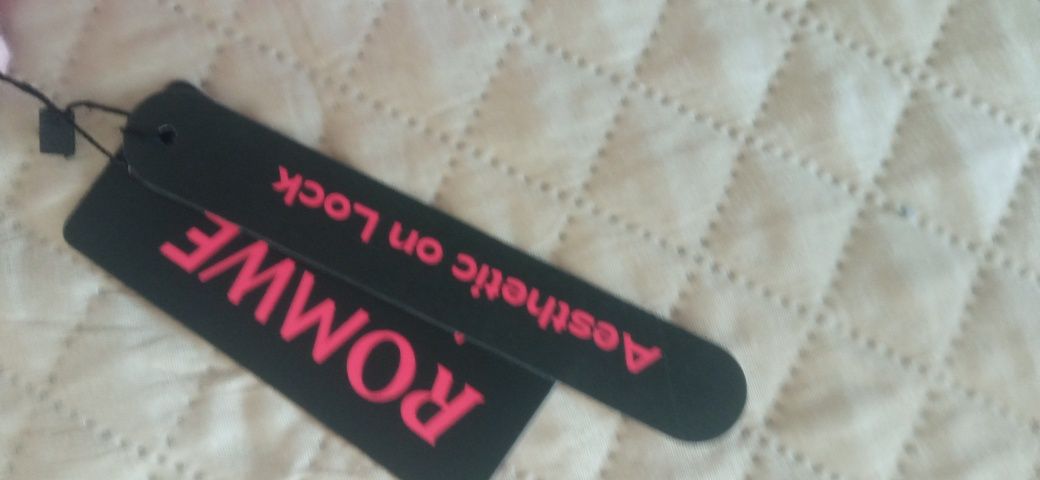 Aesthetic on Lock
ROMWE